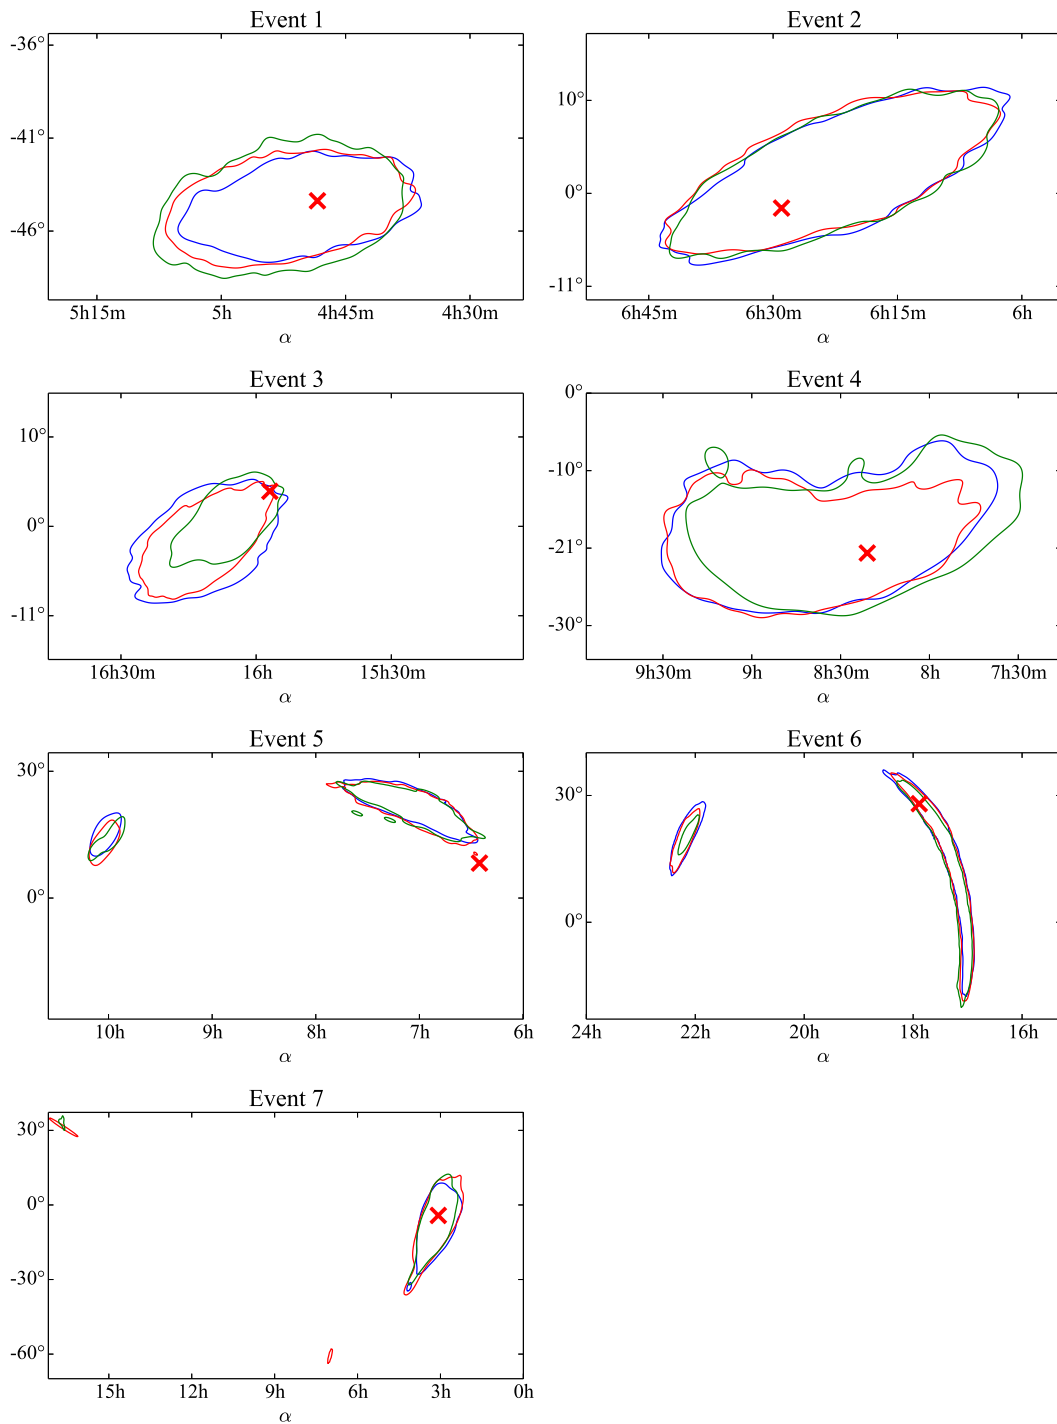 Event 1
-36°
-41°
-46°
5h15m 5h 4h45m 4h30m
α
Event 2
10°
0°
-11°
6h45m 6h30m 6h15m 6h
α
Event 3
10°
0°
-11°
16h30m 16h 15h30m
α
Event 4
0°
-10°
-21°
-30°
9h30m 9h 8h30m 8h 7h30m
α
Event 5
30°
0°
10h 9h 8h 7h 6h
α
Event 6
30°
0°
24h 22h 20h 18h 16h
α
Event 7
30°
0°
-30°
-60°
15h 12h 9h 6h 3h 0h
α